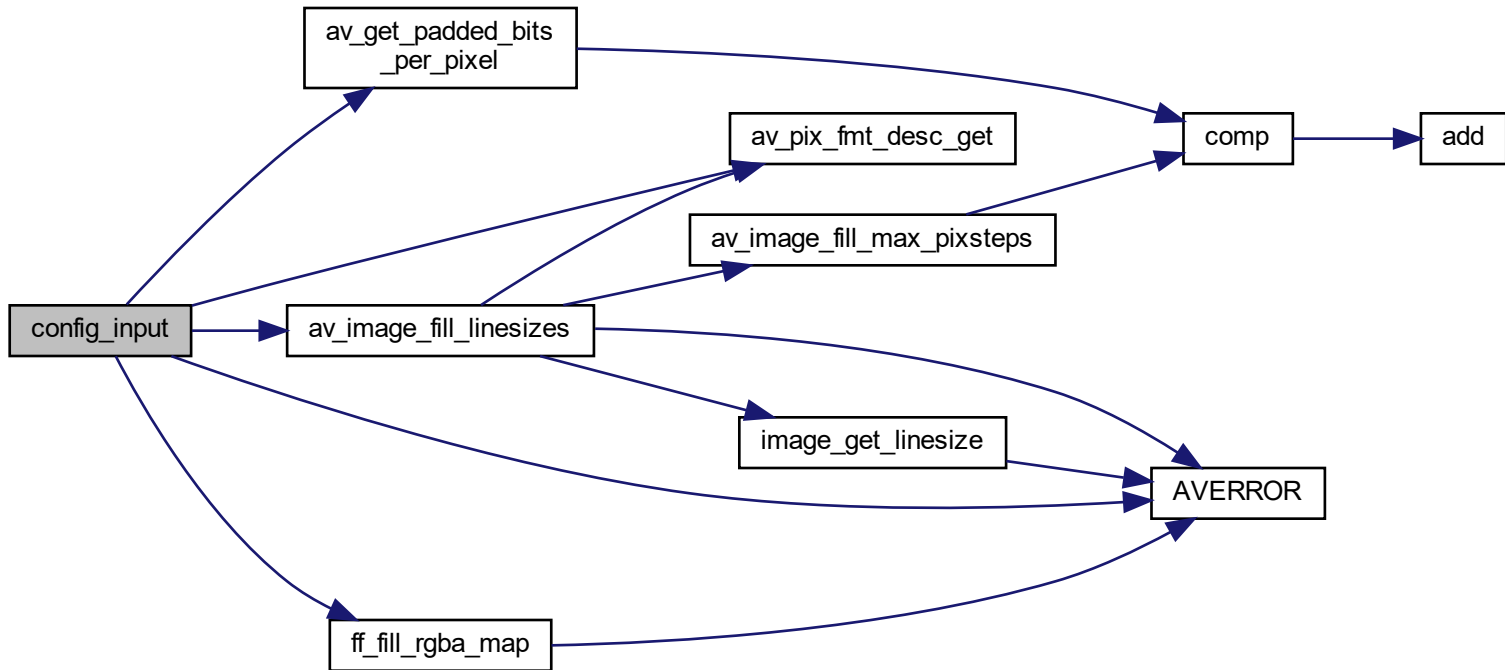 av_get_padded_bits
_per_pixel
av_pix_fmt_desc_get
comp
add
av_image_fill_max_pixsteps
config_input
av_image_fill_linesizes
image_get_linesize
AVERROR
ff_fill_rgba_map